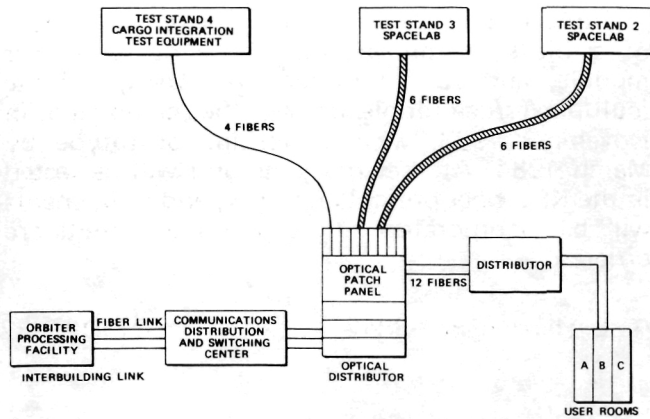 TEST STAND 4
CARGO INTEGRATION
TEST EQUIPMENT
TEST STAND 3
SPACELAB
TEST STAND 2
SPACELAB
4 FIBERS
6 FIBERS
6 FIBERS
OPTICAL
PATCH
PANEL
12 FIBERS
DISTRIBUTOR
ORBITER
PROCESSING
FACILITY
FIBER LINK
COMMUNICATIONS
DISTRIBUTION
AND SWITCHING
CENTER
INTERBUILDING LINK
OPTICAL
DISTRIBUTOR
A B C
USER ROOMS